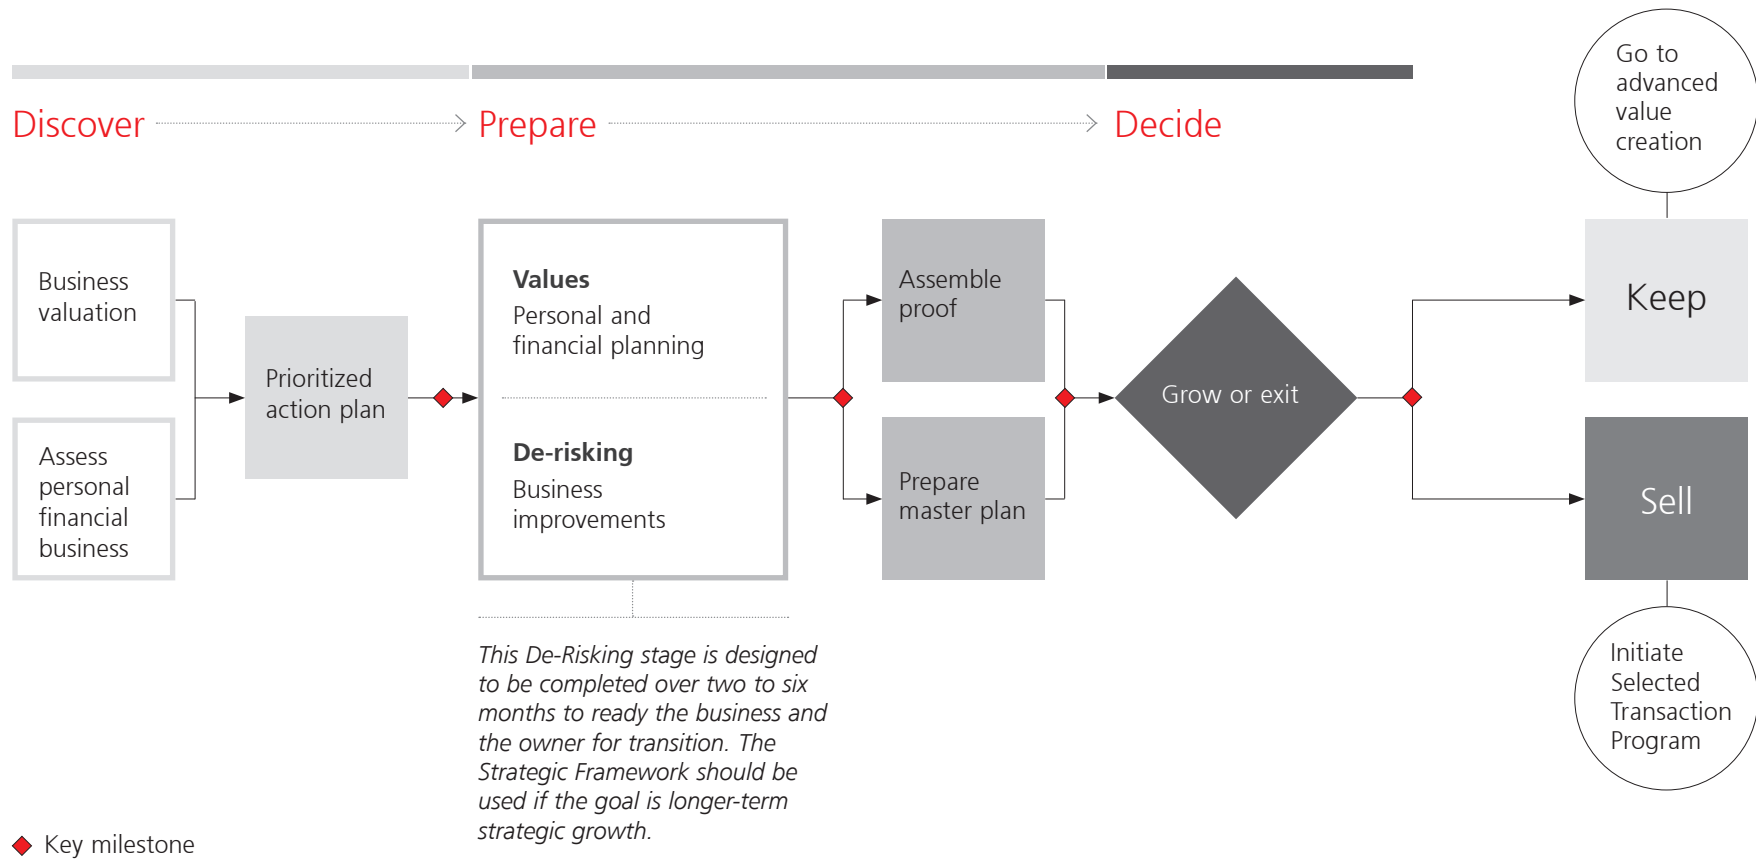 Discover
Prepare
Decide
Go to
advanced
value
creation
Business
valuation
Assess
personal
financial
business
Prioritized
action plan
Values
Personal and
financial planning
De-risking
Business
improvements
This De-Risking stage is designed
to be completed over two to six
months to ready the business and
the owner for transition. The
Strategic Framework should be
used if the goal is longer-term
strategic growth.
Assemble
proof
Prepare
master plan
Grow or exit
Keep
Sell
Initiate
Selected
Transaction
Program
Key milestone